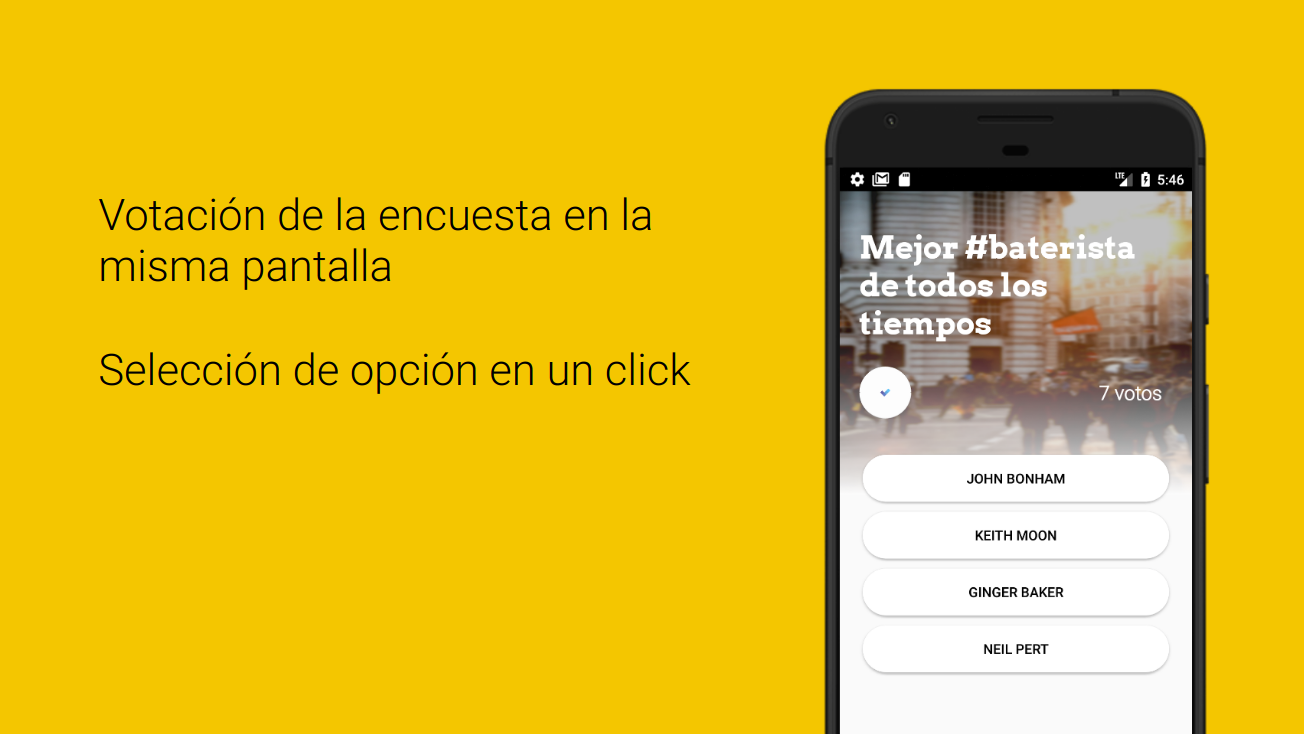 Votación de la encuesta en la
misma pantalla
Selección de opción en un click
LTE 5:46
Mejor #baterista
de todos los
tiempos
7 votos
JOHN BONHAM
KEITH MOON
GINGER BAKER
NEIL PERT